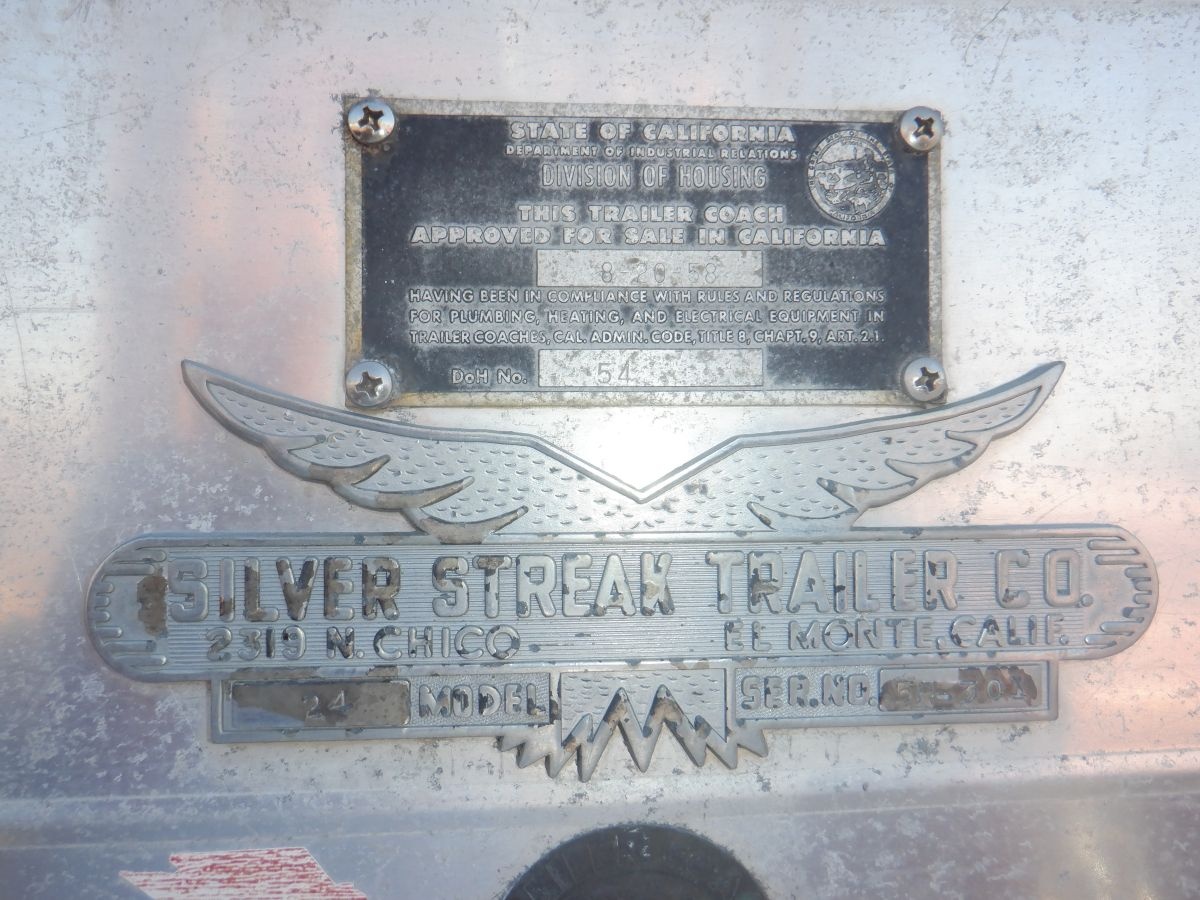 STATE OF CALIFORNIA
DEPARTMENT OF INDUSTRIAL RELATIONS
DIVISION OF HOUSING
THIS TRAILER COACH
APPROVED FOR SALE IN CALIFORNIA
8-20-58
HAVING BEEN IN COMPLIANCE WITH RULES AND REGULATIONS
FOR PLUMBING, HEATING, AND ELECTRICAL EQUIPMENT IN
TRAILER COACHES, CAL. ADMIN. CODE, TITLE 8, CHAPT. 9, ART. 2.1.
DOH NO. 54
SILVER STREAK TRAILER CO.
2319 N. CHICO EL MONTE, CALIF.
24 MODEL SER. NO.